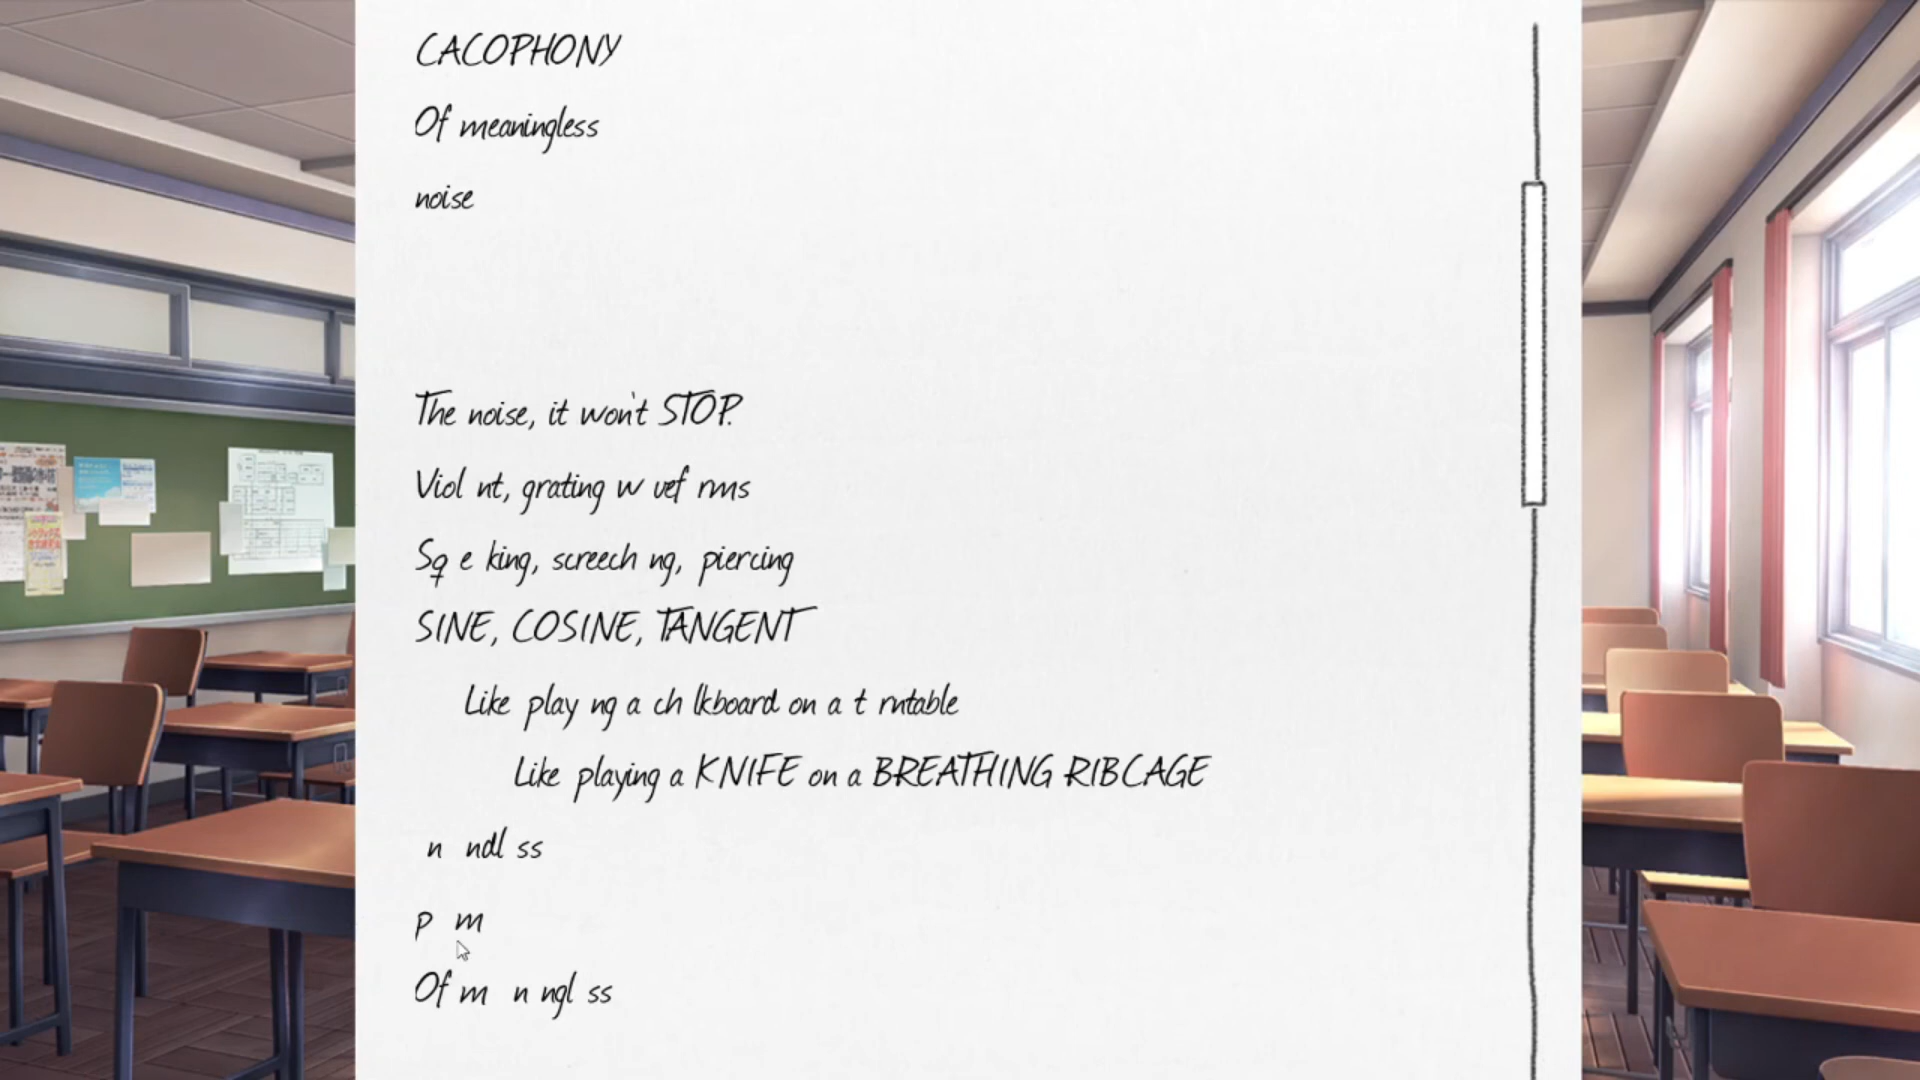 CACOPHONY
Of meaningless
noise
The noise, it won't STOP.
Viol nt, grating w vef rms
Sq e king, screech ng, piercing
SINE, COSINE, TANGENT
Like play ng a ch lkboard on a t rntable
Like playing a KNIFE on a BREATHING RIBCAGE
n ndl ss
p m
Of m n ngl ss